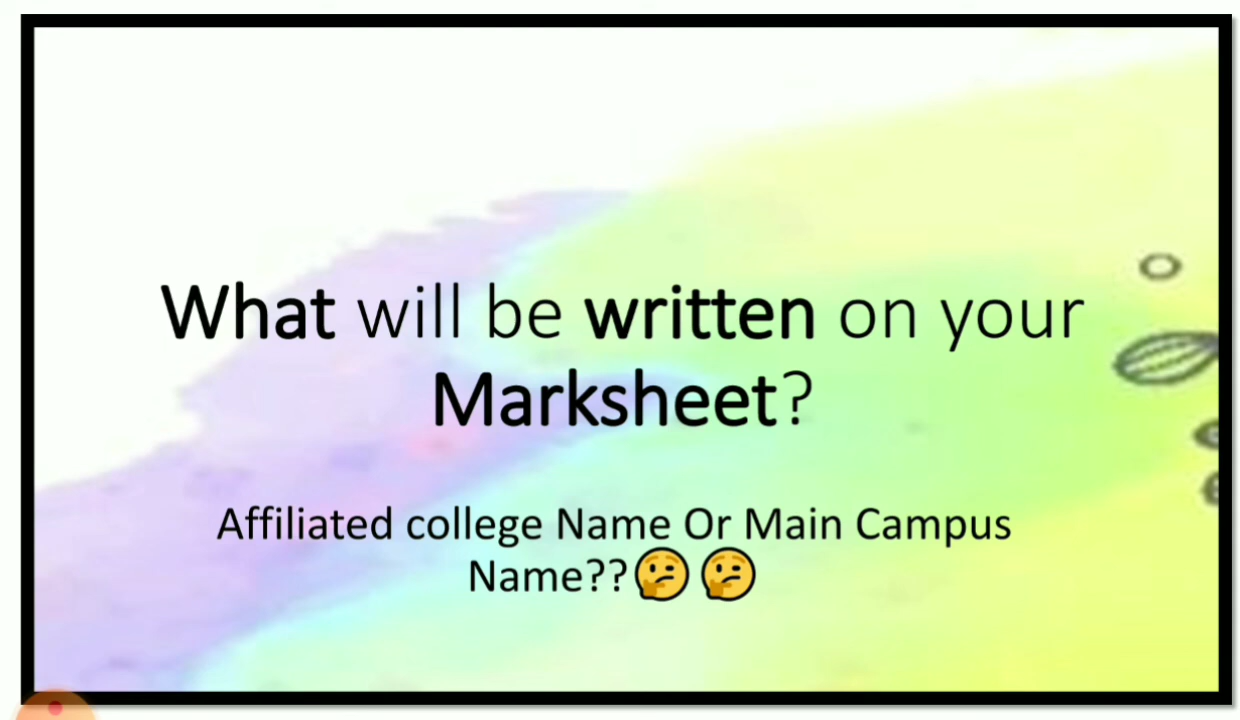 What will be written on your
Marksheet?
Affiliated college Name Or Main Campus
Name??🤔🤔